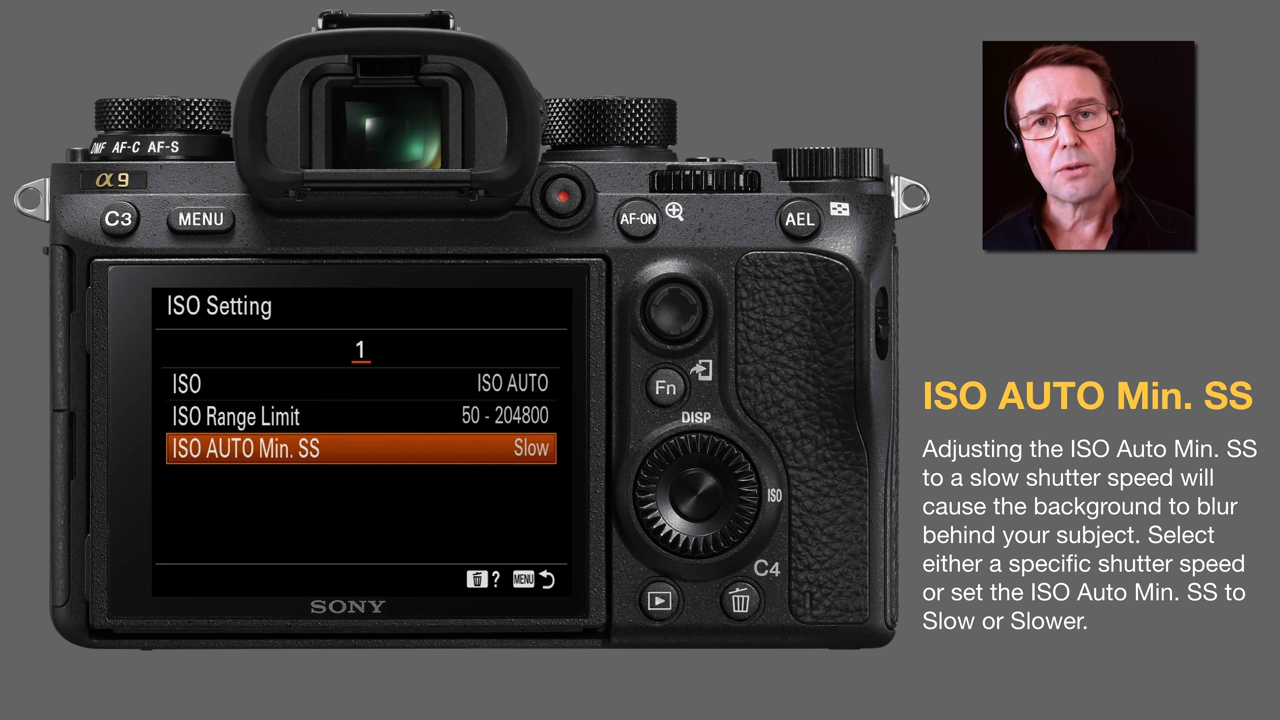 DMF AF-C AF-S
α9
C3
MENU
AF-ON
AEL
ISO Setting
1
ISO
ISO AUTO
ISO Range Limit
50 - 204800
ISO AUTO Min. SS
Slow
?
MENU
SONY
Fn
DISP
ISO
C4
ISO AUTO Min. SS
Adjusting the ISO Auto Min. SS
to a slow shutter speed will
cause the background to blur
behind your subject. Select
either a specific shutter speed
or set the ISO Auto Min. SS to
Slow or Slower.